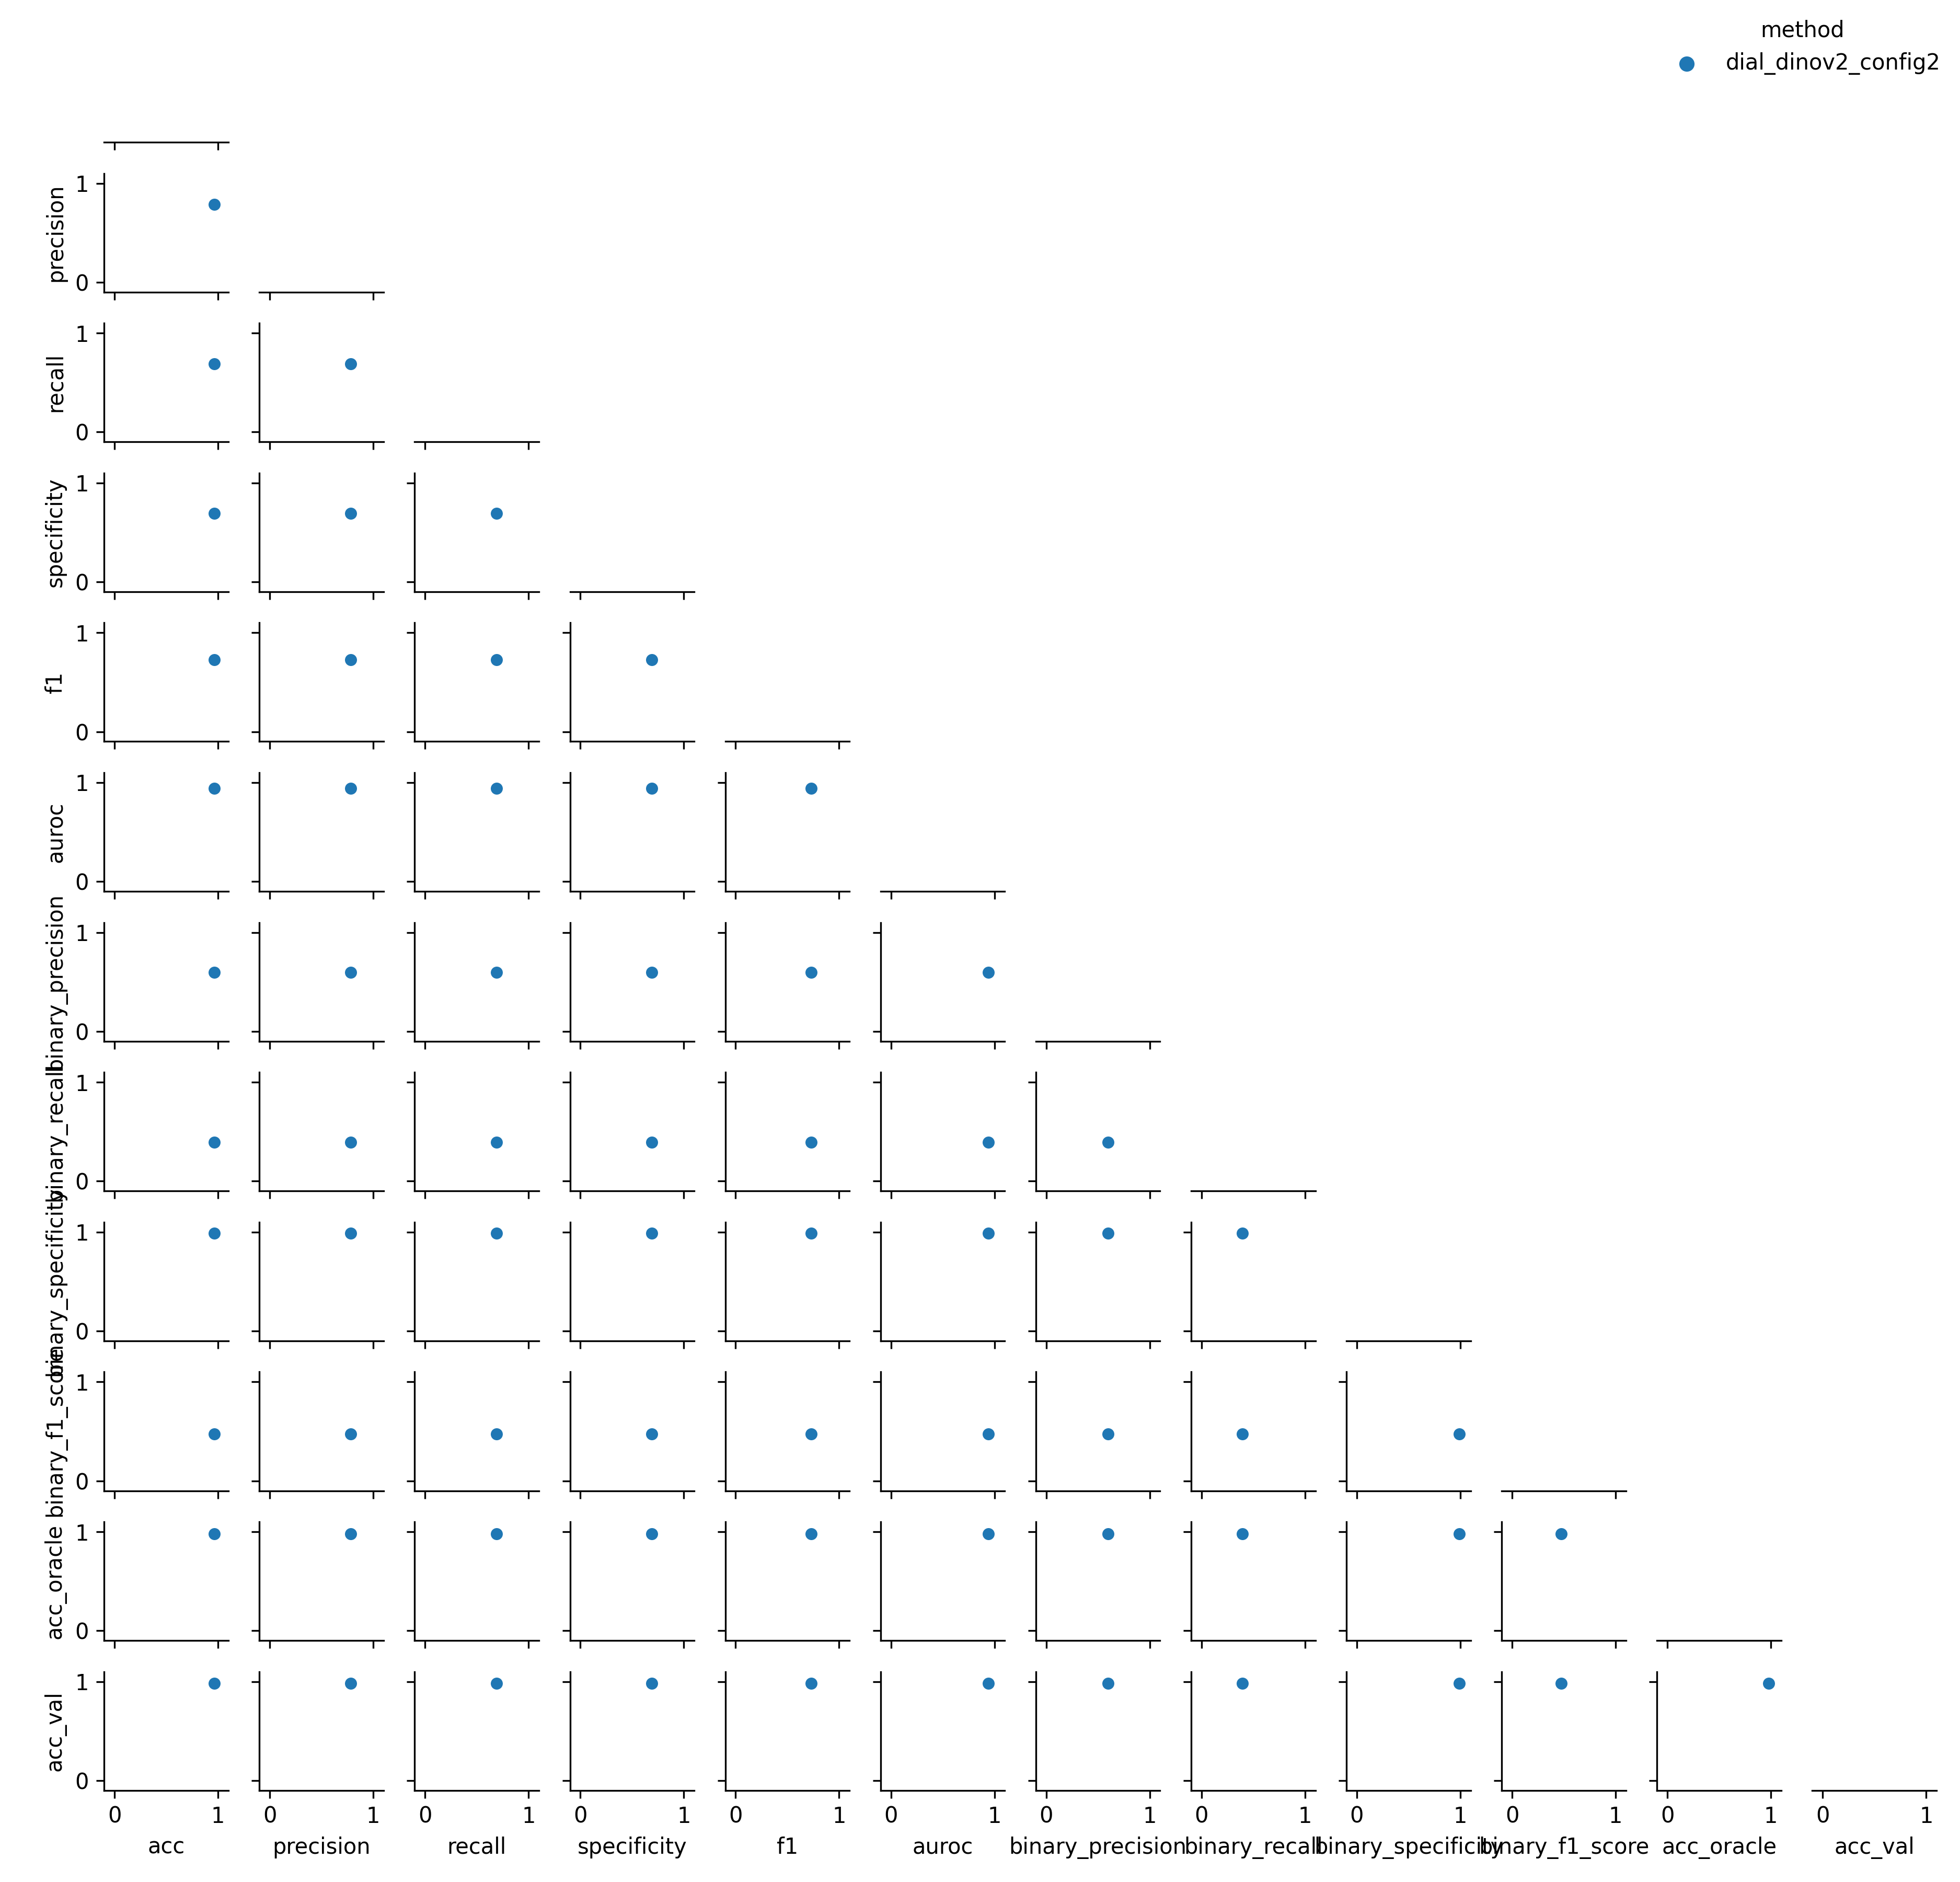 method
dial_dinov2_config2
precision
1
0
recall
1
0
specificity
1
0
f1
1
0
auroc
1
0
binary_precision
1
0
binary_recall
1
0
binary_specificity
1
0
binary_f1_score
1
0
acc_oracle
1
0
acc_val
1
0
0 1 0 1 0 1 0 1 0 1 0 1 0 1 0 1 0 1 0 1 0 1 0 1
acc precision recall specificity f1 auroc binary_precision binary_recall binary_specificity binary_f1_score acc_oracle acc_val